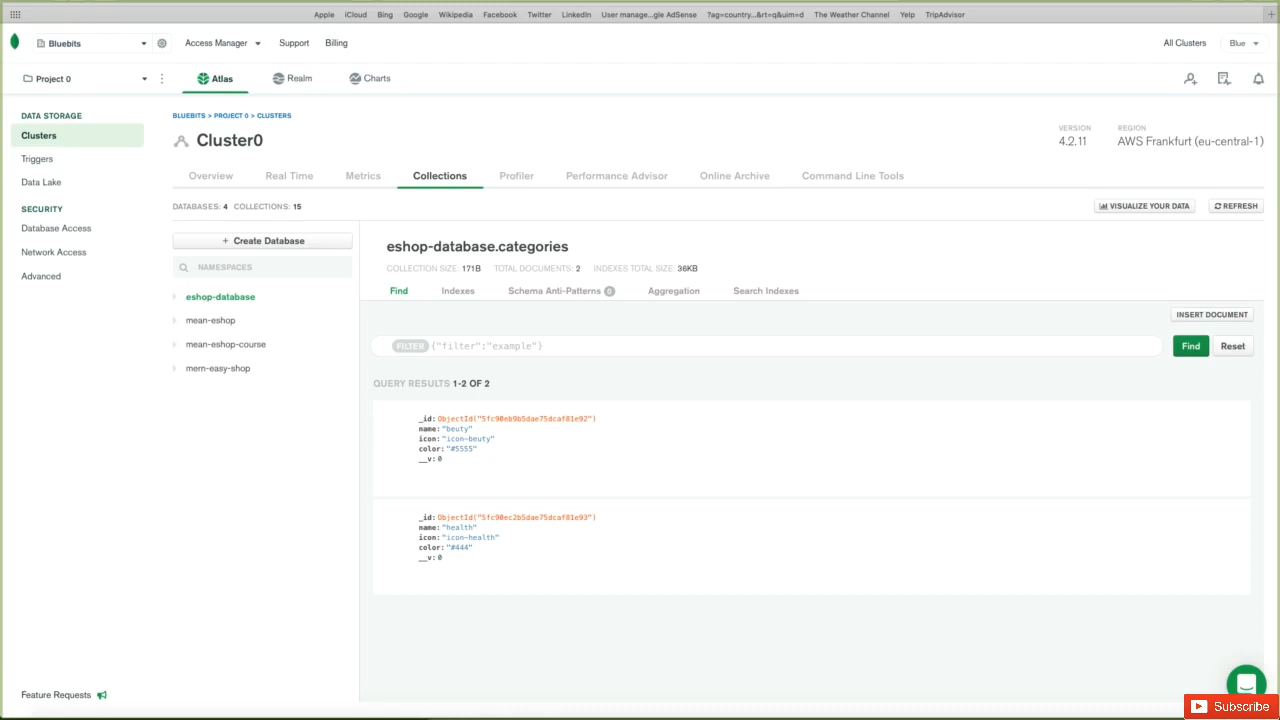 Apple iCloud Bing Google Wikipedia Facebook Twitter LinkedIn User manage...gle AdSense ?ag=country...&rt=q&uim=d The Weather Channel Yelp TripAdvisor
Bluebits Access Manager Support Billing All Clusters Blue
Project 0 Atlas Realm Charts
DATA STORAGE
Clusters
Triggers
Data Lake
SECURITY
Database Access
Network Access
Advanced
Feature Requests
BLUEBITS > PROJECT 0 > CLUSTERS
Cluster0
VERSION
4.2.11
REGION
AWS Frankfurt (eu-central-1)
Overview Real Time Metrics Collections Profiler Performance Advisor Online Archive Command Line Tools
DATABASES: 4 COLLECTIONS: 15
VISUALIZE YOUR DATA REFRESH
+ Create Database
NAMESPACES
eshop-database
mean-eshop
mean-eshop-course
mern-easy-shop
eshop-database.categories
COLLECTION SIZE: 171B TOTAL DOCUMENTS: 2 INDEXES TOTAL SIZE: 36KB
Find Indexes Schema Anti-Patterns 0 Aggregation Search Indexes
INSERT DOCUMENT
FILTER {"filter":"example"} Find Reset
QUERY RESULTS 1-2 OF 2
_id: ObjectId("5fc90eb9b5dae75dcaf81e92")
name: "beuty"
icon: "icon-beuty"
color: "#5555"
__v: 0
_id: ObjectId("5fc90ec2b5dae75dcaf81e93")
name: "health"
icon: "icon-health"
color: "#444"
__v: 0
Subscribe